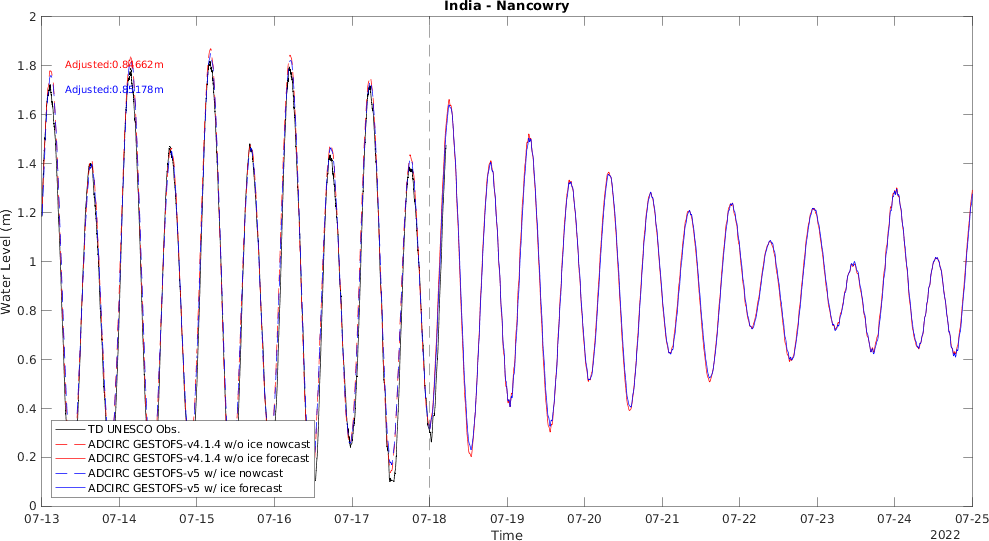 India - Nancowry
2
1.8
1.6
1.4
1.2
1
0.8
0.6
0.4
0.2
0
Water Level (m)
Adjusted:0.84662m
Adjusted:0.85178m
TD UNESCO Obs.
ADCIRC GESTOFS-v4.1.4 w/o ice nowcast
ADCIRC GESTOFS-v4.1.4 w/o ice forecast
ADCIRC GESTOFS-v5 w/ ice nowcast
ADCIRC GESTOFS-v5 w/ ice forecast
07-13 07-14 07-15 07-16 07-17 07-18 07-19 07-20 07-21 07-22 07-23 07-24 07-25
Time
2022